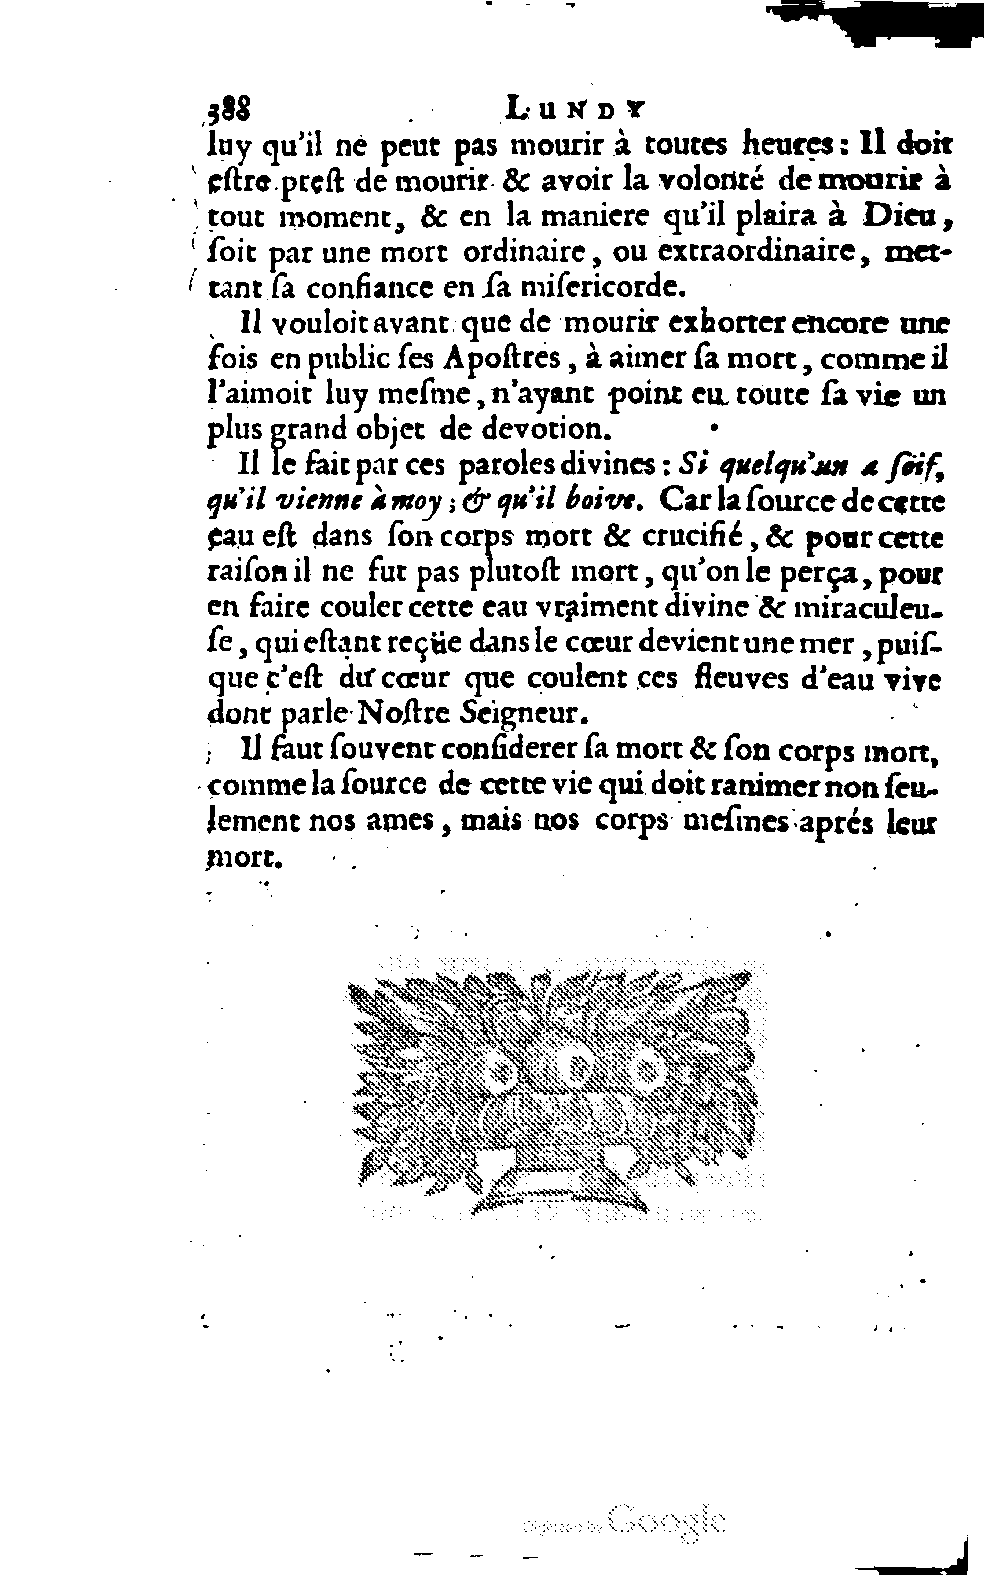 388 LUNDY
luy qu'il ne peut pas mourir à toutes heures : Il doit
eſtre preſt de mourir & avoir la volonté de mourir à
tout moment, & en la maniere qu'il plaira à Dieu,
ſoit par une mort ordinaire, ou extraordinaire, met-
tant ſa confiance en ſa miſericorde.
Il vouloit avant que de mourir exhorter encore une
fois en public ſes Apoſtres, à aimer ſa mort, comme il
l'aimoit luy meſme, n'ayant point eu toute ſa vie un
plus grand objet de devotion.
Il le fait par ces paroles divines : Si quelqu'un a ſoif,
qu'il vienne à moy ; & qu'il boive. Car la ſource de cette
eau eſt dans ſon corps mort & crucifié, & pour cette
raiſon il ne fut pas plutoſt mort, qu'on le perça, pour
en faire couler cette eau vraiment divine & miraculeu-
ſe, qui eſtant reçüe dans le cœur devient une mer, puiſ-
que c'eſt du cœur que coulent ces fleuves d'eau vive
dont parle Noſtre Seigneur.
Il faut ſouvent conſiderer ſa mort & ſon corps mort,
comme la ſource de cette vie qui doit ranimer non ſeu-
lement nos ames, mais nos corps meſmes aprés leur
mort.
Digitized by Google